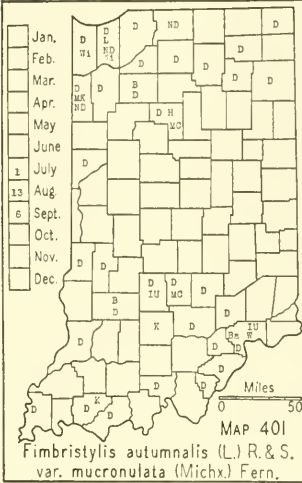 Jan.
Feb.
Mar.
Apr.
May
June
1 July
13 Aug.
6 Sept.
Oct.
Nov.
Dec.
D ND D
D D L
Wi ND
Wi
D D D
D D B
MK D
ND
D H
MC
D
D D
D D D
IU MC
B
D
K D IU
Ba W
D D D
D D
K
D D D D
D
Miles
0 50
MAP 401
Fimbristylis autumnalis (L.) R. & S.
var. mucronulata (Michx.) Fern.